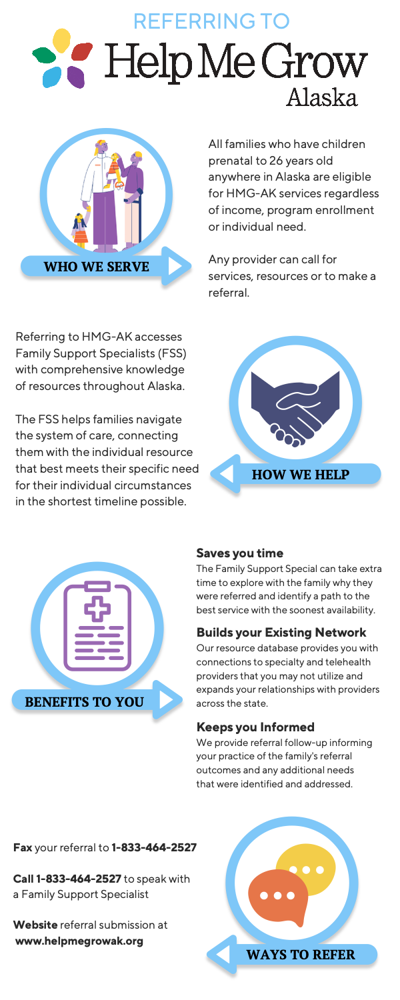 REFERRING TO
Help Me Grow
Alaska
All families who have children
prenatal to 26 years old
anywhere in Alaska are eligible
for HMG-AK services regardless
of income, program enrollment
or individual need.
Any provider can call for
services, resources or to make a
referral.
WHO WE SERVE
Referring to HMG-AK accesses
Family Support Specialists (FSS)
with comprehensive knowledge
of resources throughout Alaska.
The FSS helps families navigate
the system of care, connecting
them with the individual resource
that best meets their specific need
for their individual circumstances
in the shortest timeline possible.
HOW WE HELP
Saves you time
The Family Support Special can take extra
time to explore with the family why they
were referred and identify a path to the
best service with the soonest availability.
Builds your Existing Network
Our resource database provides you with
connections to specialty and telehealth
providers that you may not utilize and
expands your relationships with providers
across the state.
BENEFITS TO YOU
Keeps you Informed
We provide referral follow-up informing
your practice of the family's referral
outcomes and any additional needs
that were identified and addressed.
Fax your referral to 1-833-464-2527
Call 1-833-464-2527 to speak with
a Family Support Specialist
Website referral submission at
www.helpmegrowak.org
WAYS TO REFER